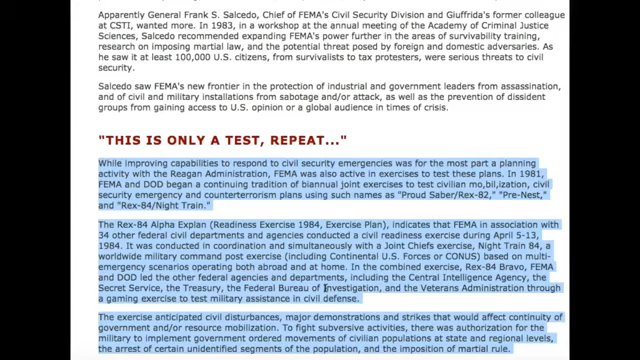 Apparently General Frank S. Salcedo, Chief of FEMA's Civil Security Division and Giuffrida's former colleague
at CSTI, wanted more. In 1983, in a workshop at the annual meeting of the Academy of Criminal Justice
Sciences, Salcedo recommended expanding FEMA's power further in the areas of survivability training,
research on imposing martial law, and the potential threat posed by foreign and domestic adversaries. As
he saw it at least 100,000 U.S. citizens, from survivalists to tax protesters, were serious threats to civil
security.
Salcedo saw FEMA's new frontier in the protection of industrial and government leaders from assassination,
and of civil and military installations from sabotage and/or attack, as well as the prevention of dissident
groups from gaining access to U.S. opinion or a global audience in times of crisis.
"THIS IS ONLY A TEST, REPEAT..."
While improving capabilities to respond to civil security emergencies was for the most part a planning
activity with the Reagan Administration, FEMA was also active in exercises to test these plans. In 1981,
FEMA and DOD began a continuing tradition of biannual joint exercises to test civilian mo,bil,ization, civil
security emergency and counterterrorism plans using such names as "Proud Saber/Rex-82," "Pre-Nest,"
and "Rex-84/Night Train."
The Rex-84 Alpha Explan (Readiness Exercise 1984, Exercise Plan), indicates that FEMA in association with
34 other federal civil departments and agencies conducted a civil readiness exercise during April 5-13,
1984. It was conducted in coordination and simultaneously with a Joint Chiefs exercise, Night Train 84, a
worldwide military command post exercise (including Continental U.S. Forces or CONUS) based on multi-
emergency scenarios operating both abroad and at home. In the combined exercise, Rex-84 Bravo, FEMA
and DOD led the other federal agencies and departments, including the Central Intelligence Agency, the
Secret Service, the Treasury, the Federal Bureau of Investigation, and the Veterans Administration through
a gaming exercise to test military assistance in civil defense.
The exercise anticipated civil disturbances, major demonstrations and strikes that would affect continuity of
government and/or resource mobilization. To fight subversive activities, there was authorization for the
military to implement government ordered movements of civilian populations at state and regional levels,
the arrest of certain unidentified segments of the population, and the imposition of martial rule.